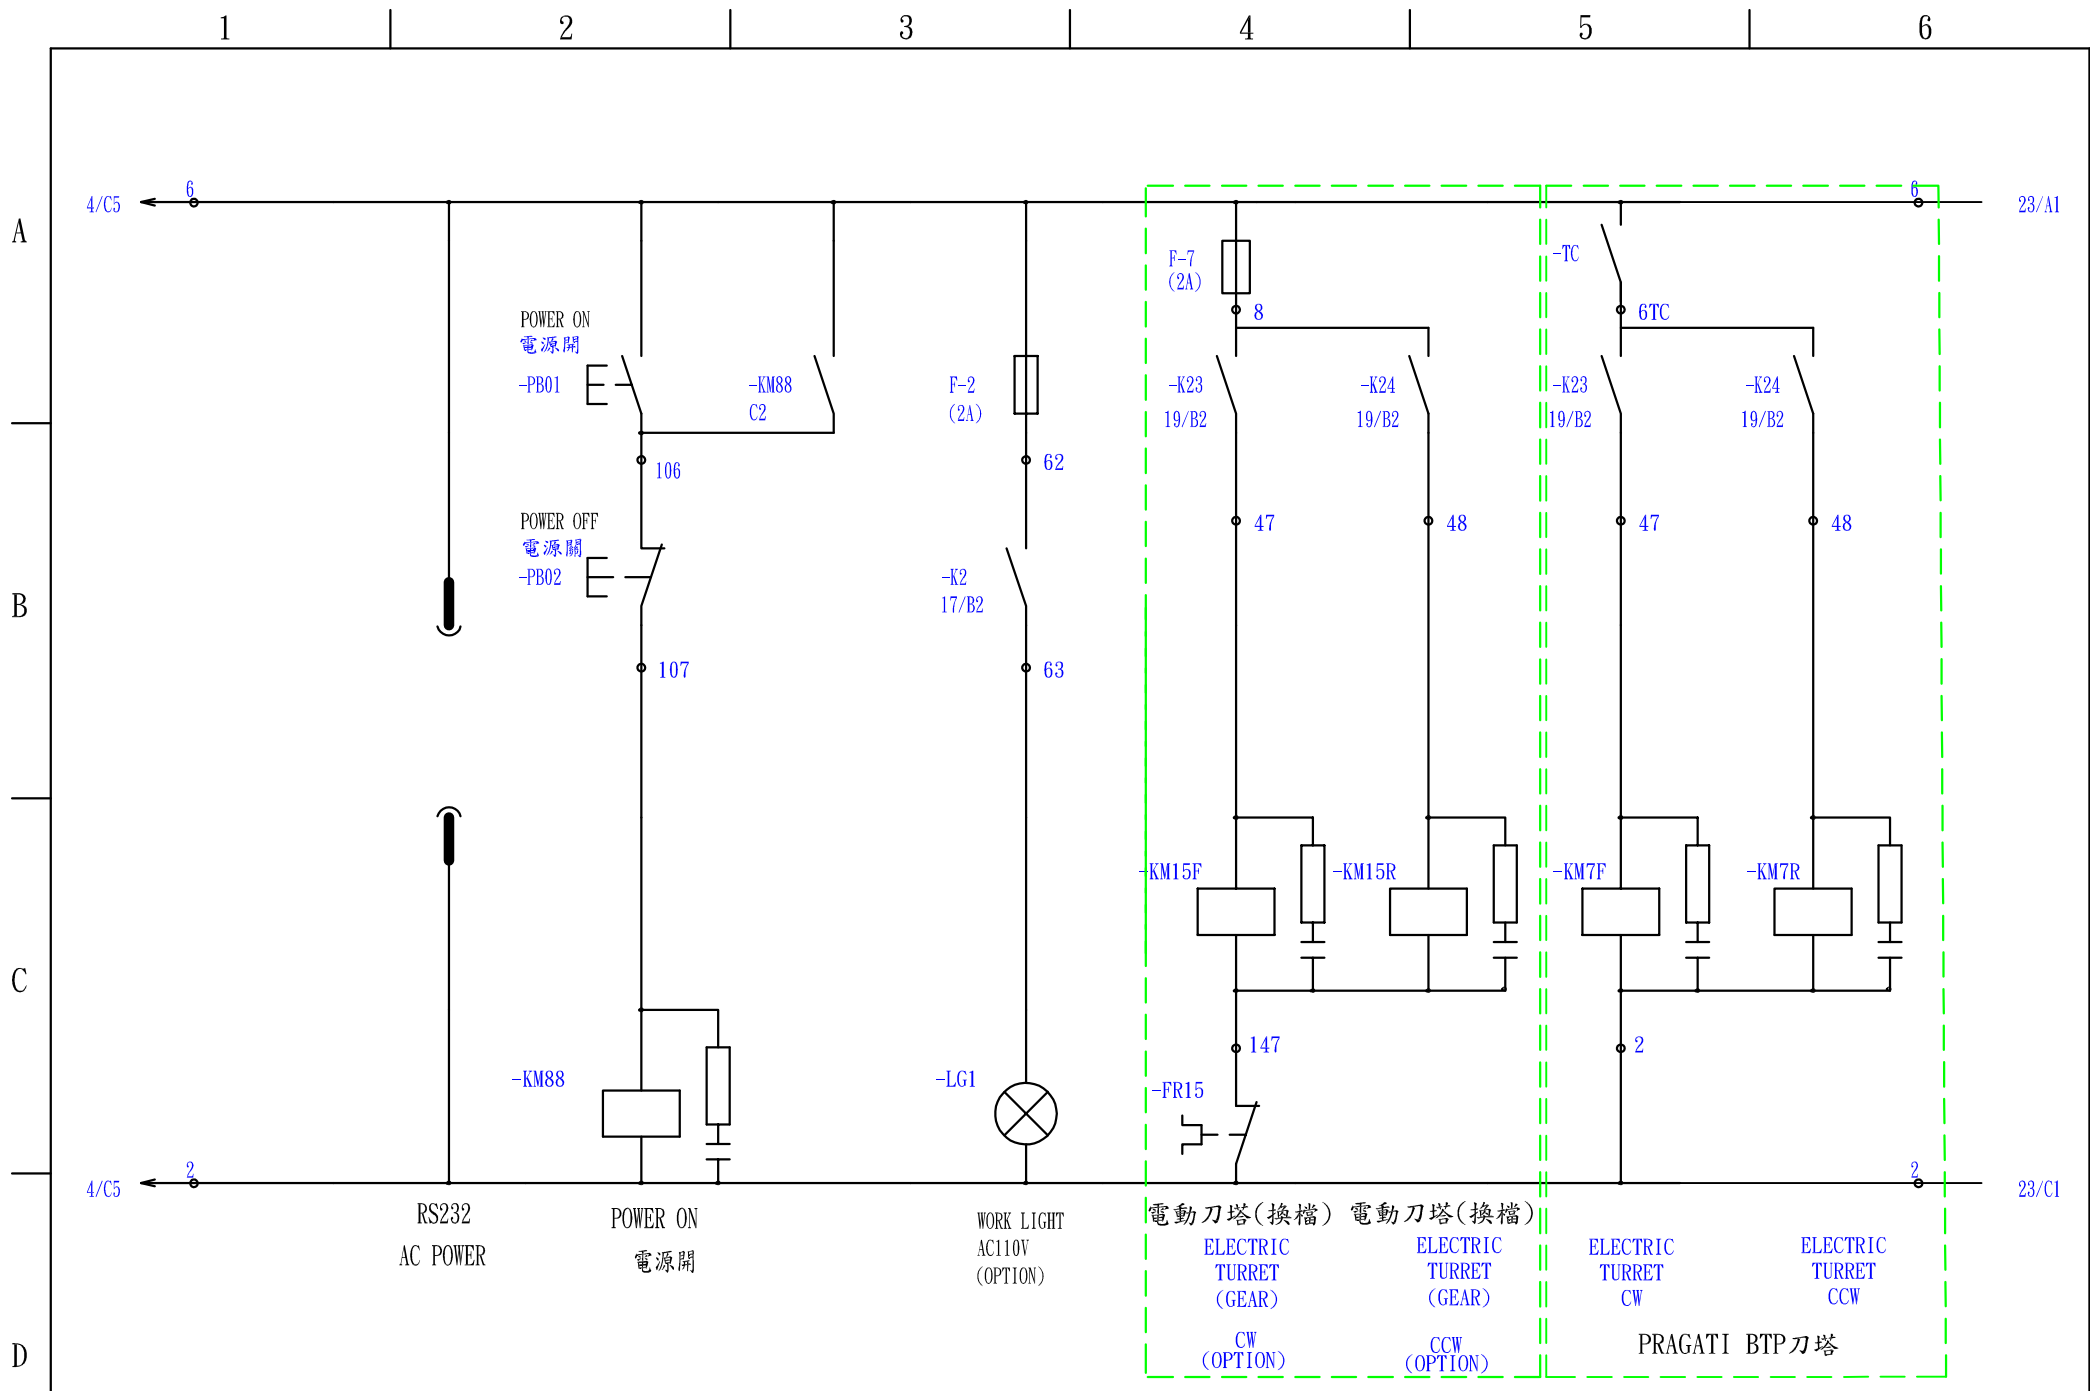 1 2 3 4 5 6
4/C5 6 6 23/A1
A
F-7
(2A)
8
-TC
6TC
POWER ON
電源開
-PB01
-KM88
C2
F-2
(2A)
-K23
19/B2
-K24
19/B2
-K23
19/B2
-K24
19/B2
106
62
POWER OFF
電源關
-PB02
47 48 47 48
-K2
17/B2
B
107
63
-KM15F -KM15R -KM7F -KM7R
C
147 2
-KM88 -LG1 -FR15
4/C5 2 2 23/C1
RS232
AC POWER
POWER ON
電源開
WORK LIGHT
AC110V
(OPTION)
電動刀塔(換檔)
ELECTRIC
TURRET
(GEAR)
CW
(OPTION)
電動刀塔(換檔)
ELECTRIC
TURRET
(GEAR)
CCW
(OPTION)
ELECTRIC
TURRET
CW
ELECTRIC
TURRET
CCW
PRAGATI BTP刀塔
D